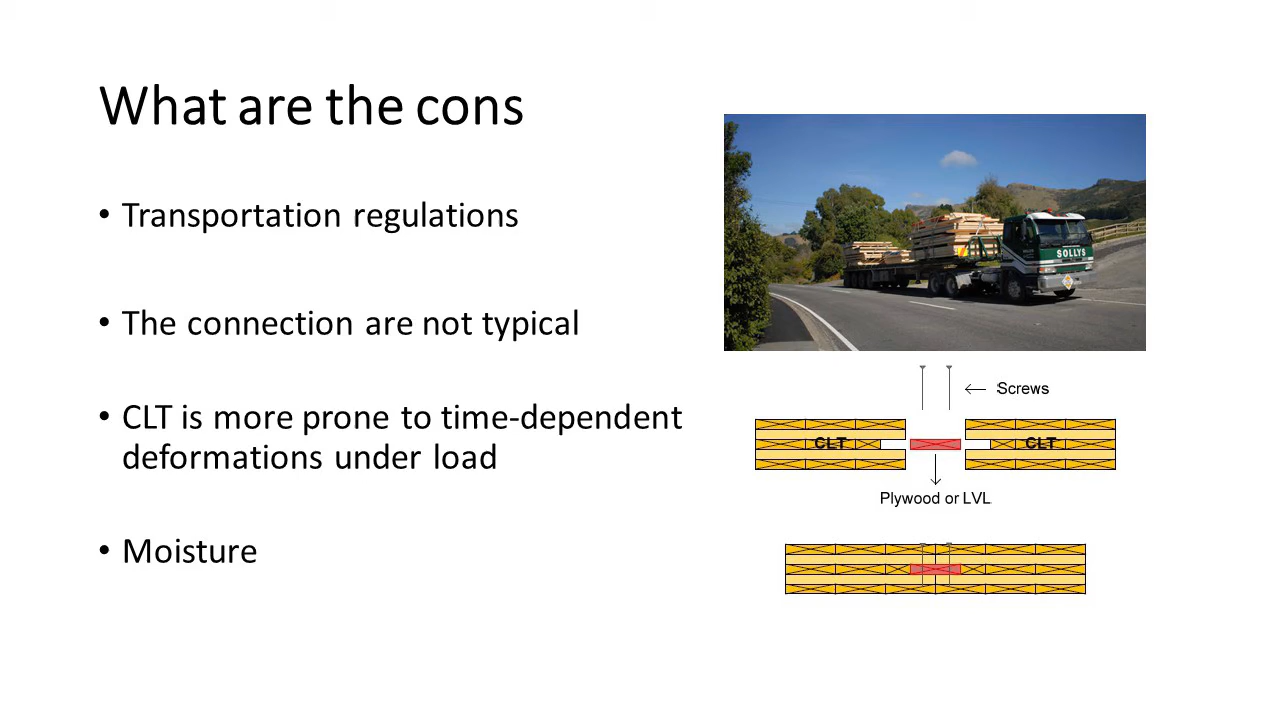 What are the cons
• Transportation regulations
• The connection are not typical
• CLT is more prone to time-dependent
deformations under load
• Moisture
SOLLYS
Screws
CLT
CLT
Plywood or LVL